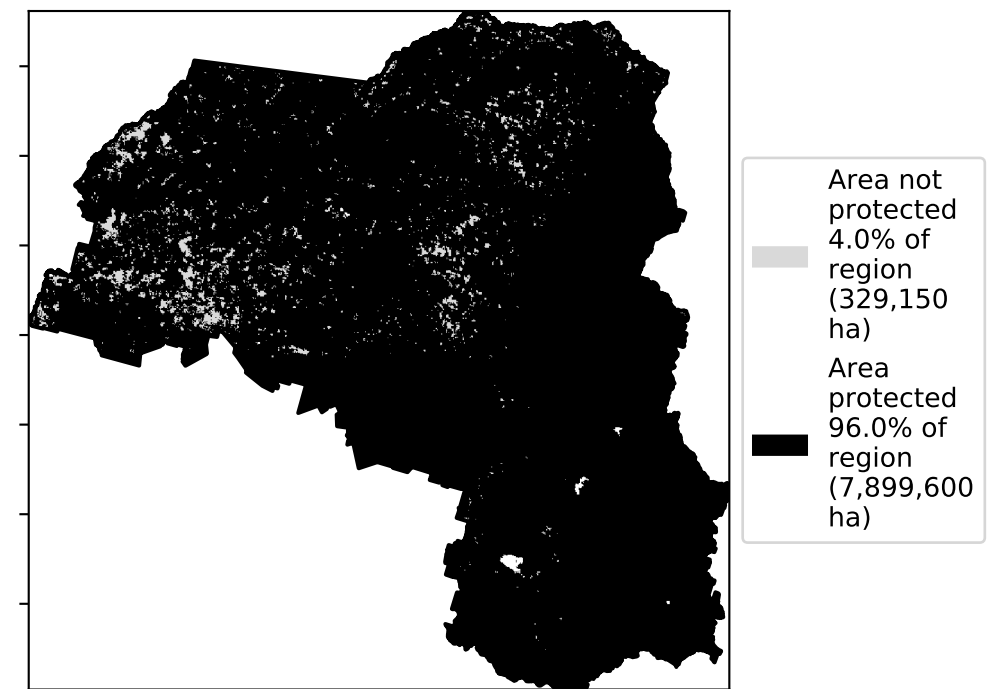 Area not
protected
4.0% of
region
(329,150
ha)
Area
protected
96.0% of
region
(7,899,600
ha)